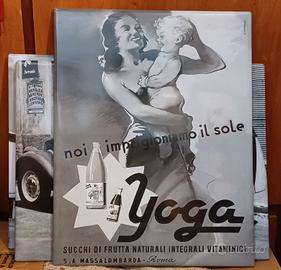 noi imprigioniamo il sole
Yoga
SUCCHI DI FRUTTA NATURALI INTEGRALI VITAMINICI
S.A MASSALOMBARDA - Roma